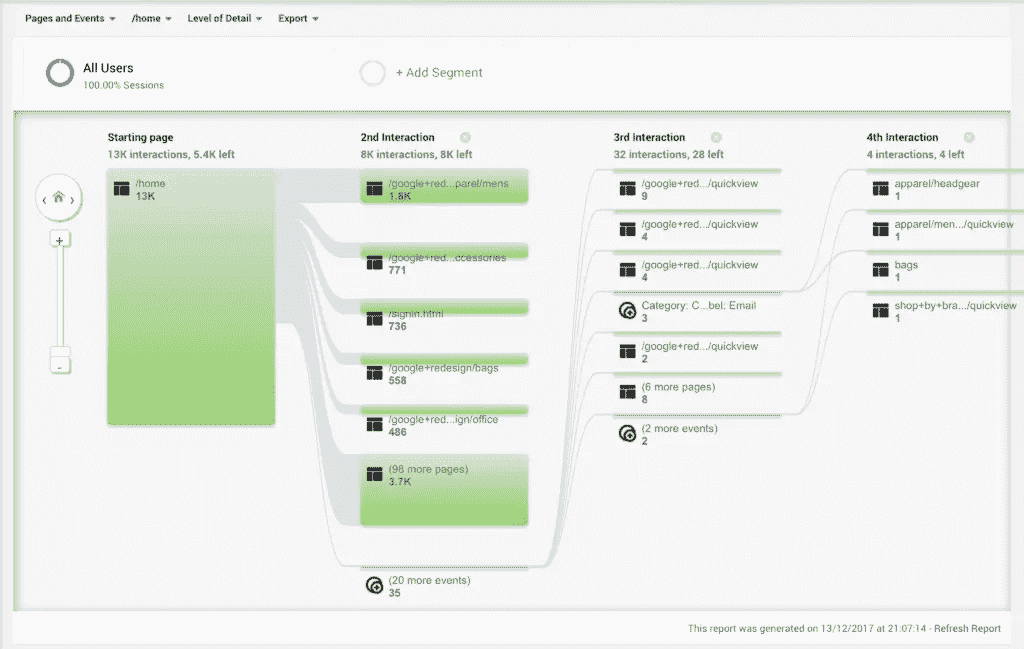 Pages and Events /home Level of Detail Export
All Users
100.00% Sessions
+ Add Segment
Starting page
13K interactions, 5.4K left
/home
13K
2nd Interaction
8K interactions, 8K left
/google+red...parel/mens
1.8K
/google+red...ccessories
771
/signin.html
736
/google+redesign/bags
558
/google+red...ign/office
486
(98 more pages)
3.7K
(20 more events)
35
3rd Interaction
32 interactions, 28 left
/google+red.../quickview
9
/google+red.../quickview
4
/google+red.../quickview
4
Category: C...bel: Email
3
/google+red.../quickview
2
(6 more pages)
8
(2 more events)
2
4th Interaction
4 interactions, 4 left
apparel/headgear
1
apparel/men.../quickview
1
bags
1
shop+by+bra.../quickview
1
+
-
This report was generated on 13/12/2017 at 21:07:14 - Refresh Report